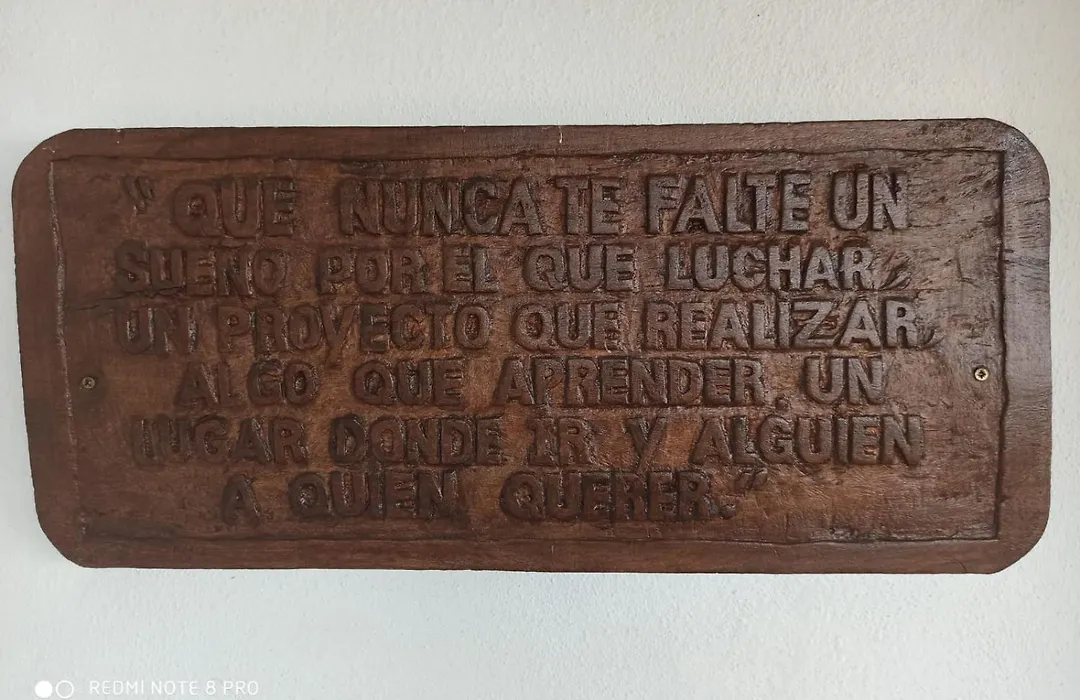 “QUE NUNCA TE FALTE UN
SUEÑO POR EL QUE LUCHAR,
UN PROYECTO QUE REALIZAR,
ALGO QUE APRENDER, UN
LUGAR DONDE IR Y ALGUIEN
A QUIEN QUERER.”
REDMI NOTE 8 PRO